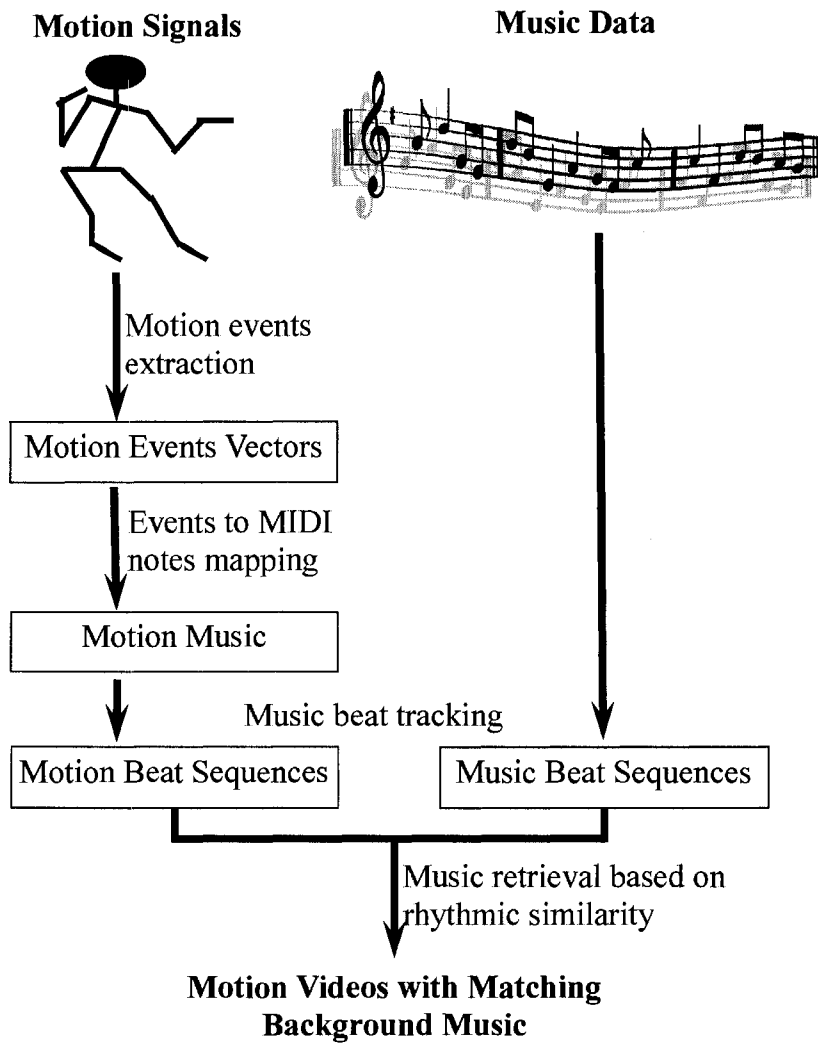 Motion Signals
Music Data
Motion events
extraction
Motion Events Vectors
Events to MIDI
notes mapping
Motion Music
Music beat tracking
Motion Beat Sequences
Music Beat Sequences
Music retrieval based on
rhythmic similarity
Motion Videos with Matching
Background Music